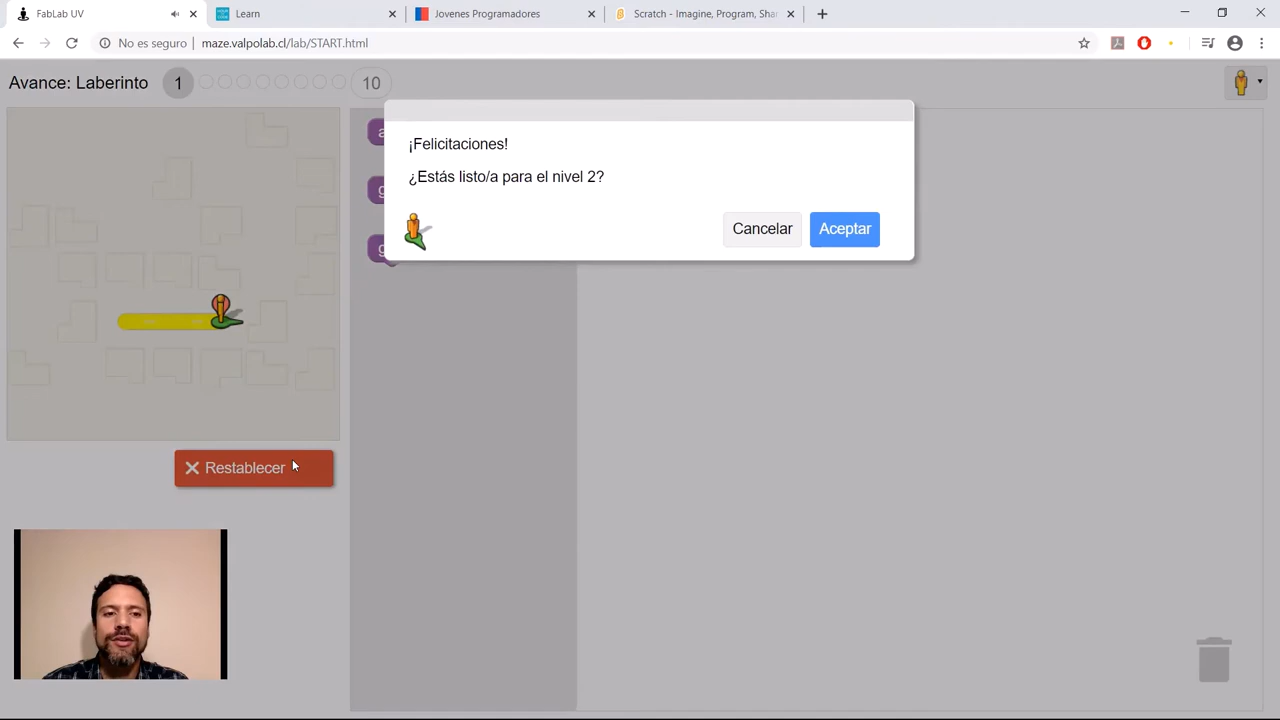 FabLab UV
Learn
Jovenes Programadores
Scratch - Imagine, Program, Shar
No es seguro
maze.valpolab.cl/lab/START.html
Avance: Laberinto 1 10
¡Felicitaciones!
¿Estás listo/a para el nivel 2?
Cancelar
Aceptar
Restablecer